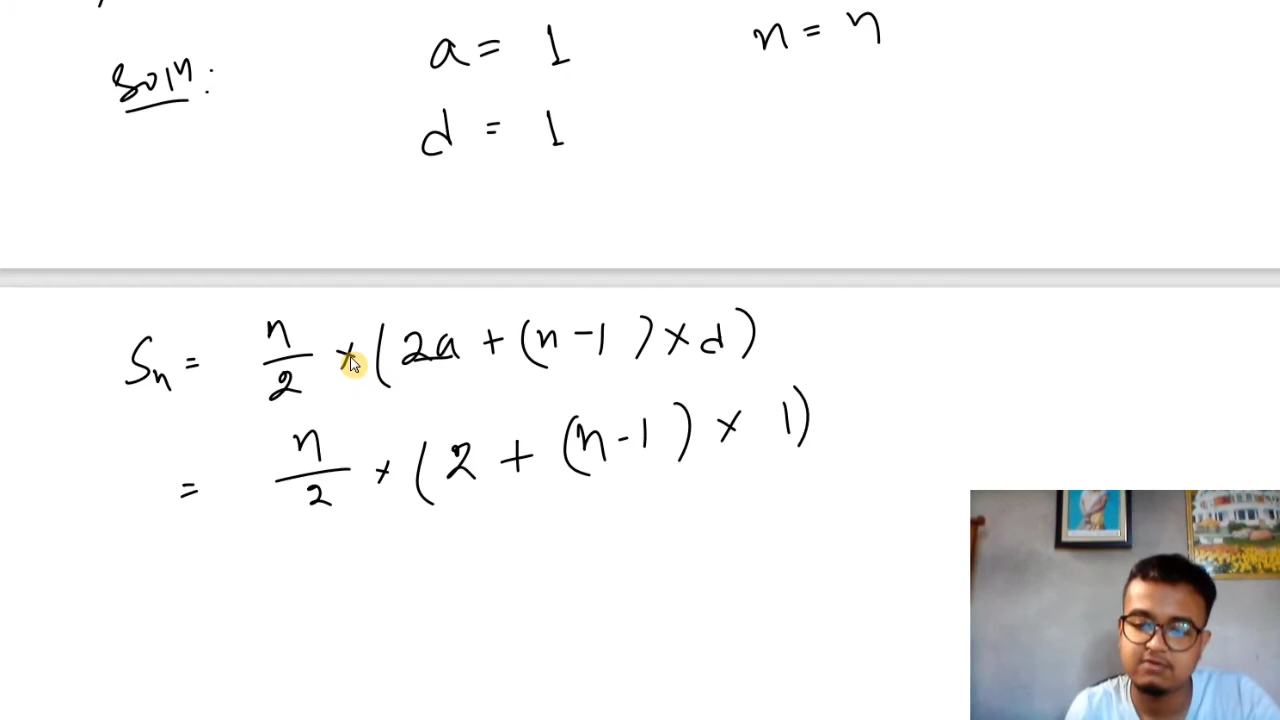 Soln: a = 1 n = n
d = 1
Sn = n/2 × (2a + (n-1) × d)
= n/2 × (2 + (n-1) × 1)